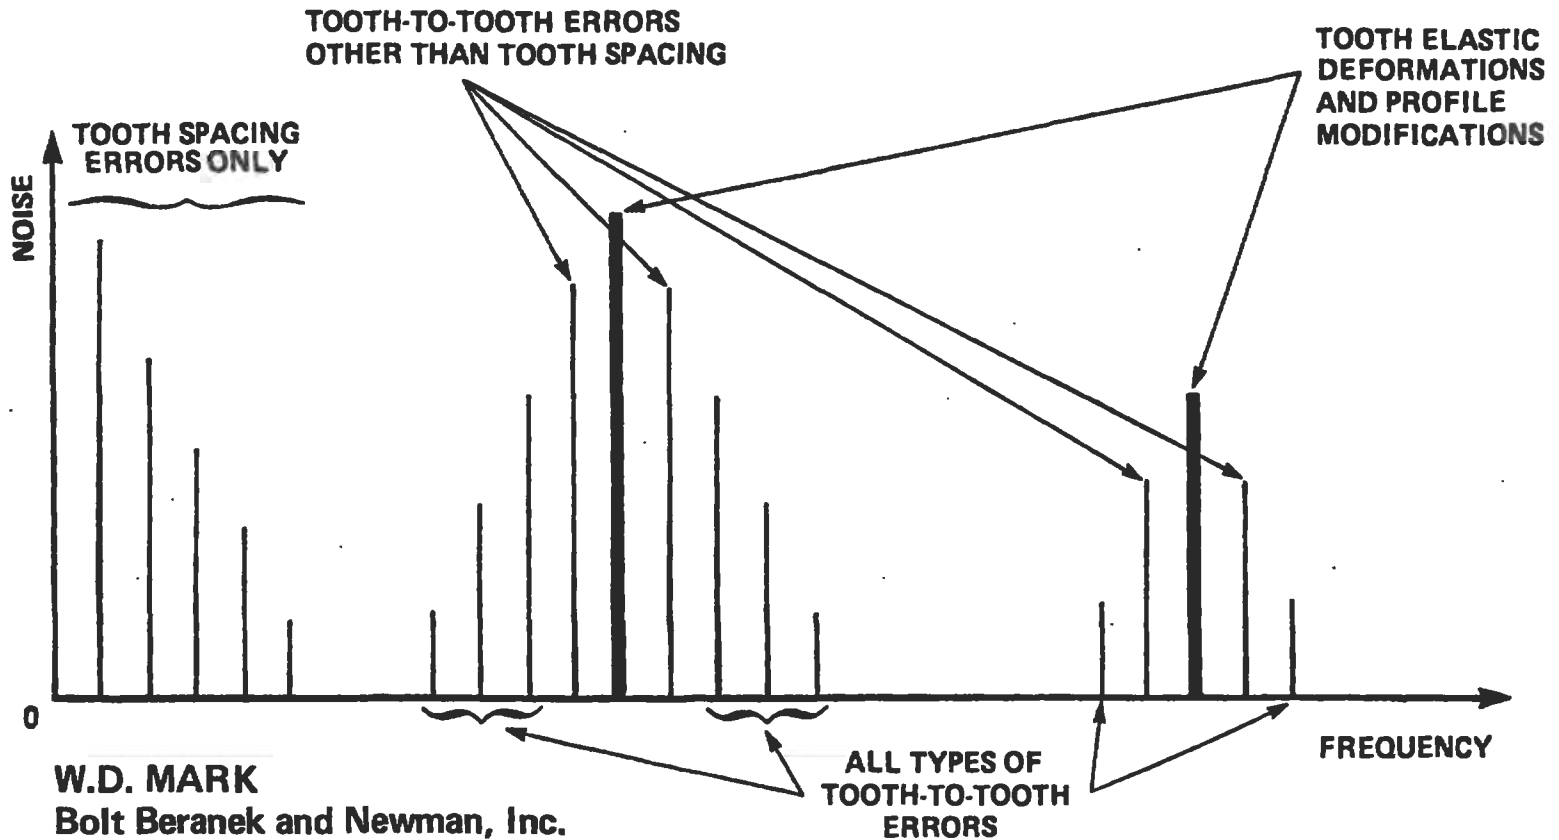 TOOTH-TO-TOOTH ERRORS
OTHER THAN TOOTH SPACING
TOOTH ELASTIC
DEFORMATIONS
AND PROFILE
MODIFICATIONS
TOOTH SPACING
ERRORS ONLY
NOISE
0
FREQUENCY
ALL TYPES OF
TOOTH-TO-TOOTH
ERRORS
W.D. MARK
Bolt Beranek and Newman, Inc.